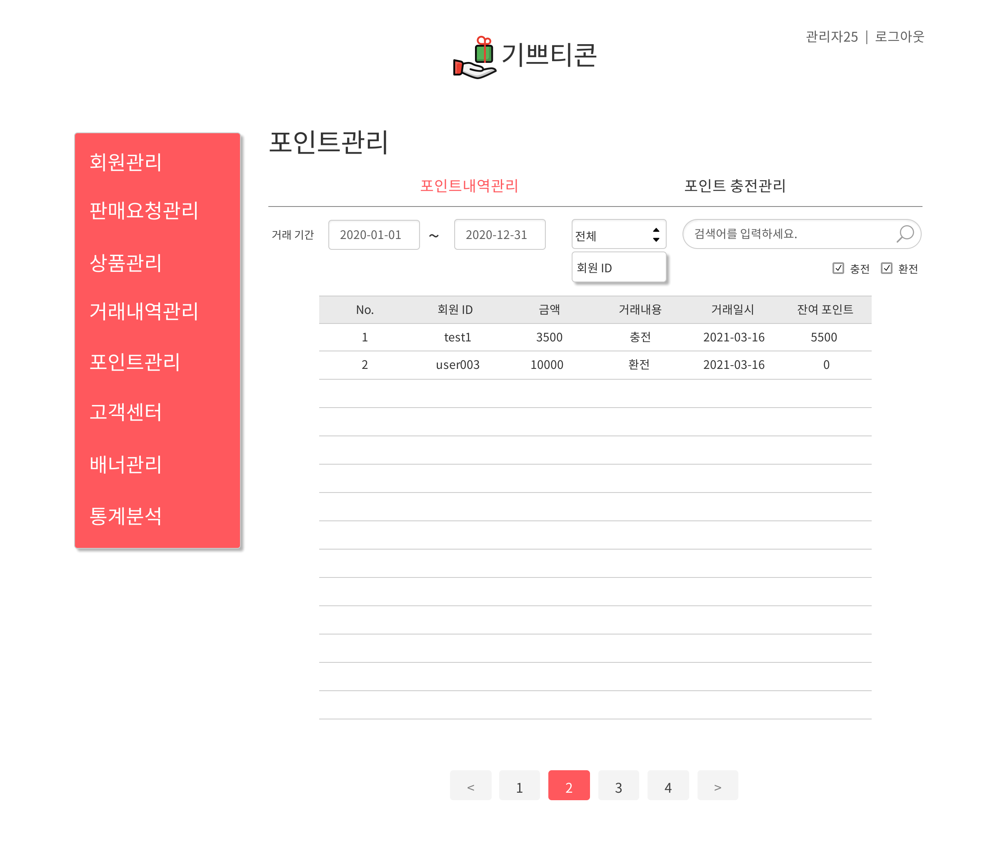 관리자25 | 로그아웃
기쁘티콘
포인트관리
회원관리
판매요청관리
상품관리
거래내역관리
포인트관리
고객센터
배너관리
통계분석
포인트내역관리 포인트 충전관리
거래 기간 2020-01-01 ~ 2020-12-31 전체 검색어를 입력하세요.
회원 ID
충전 환전
No. 회원 ID 금액 거래내용 거래일시 잔여 포인트
1 test1 3500 충전 2021-03-16 5500
2 user003 10000 환전 2021-03-16 0
< 1 2 3 4 >